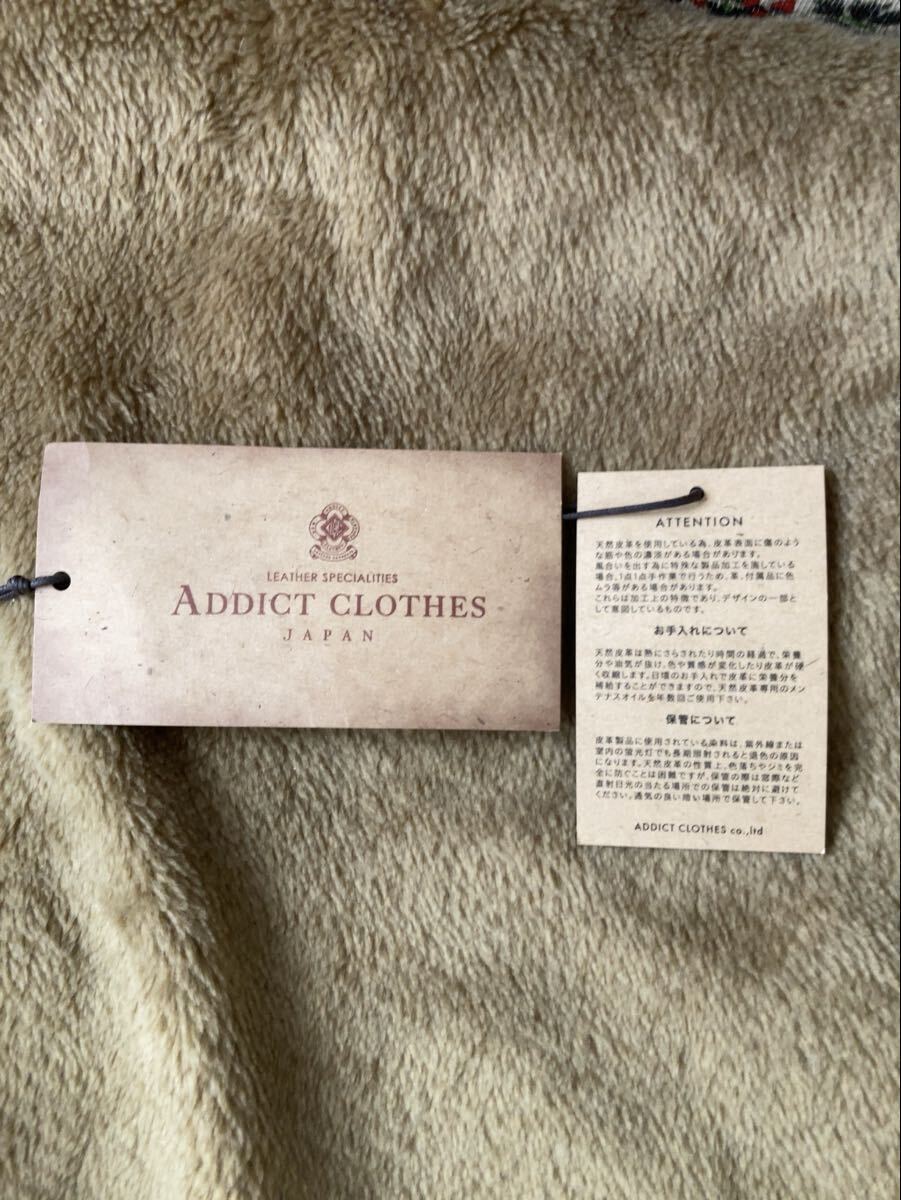 LEATHER SPECIALITIES
ADDICT CLOTHES
JAPAN
ATTENTION
天然皮革を使用している為、皮革表面に傷のよう
な筋や色の濃淡がある場合があります。
風合いを出す為に特殊な製品加工を施している
場合、1点1点手作業で行うため、革、付属品に色
ムラ等がある場合があります。
これらは加工上の特徴であり、デザインの一部と
して意図しているものです。
お手入れについて
天然皮革は熱にさらされたり時間の経過で、栄養
分や油気が抜け、色や質感が変化したり皮革が硬
く収縮します。日頃のお手入れで皮革に栄養分を
補給することができますので、天然皮革専用のメン
テナスオイルを年数回ご使用下さい。
保管について
皮革製品に使用されている染料は、紫外線または
室内の蛍光灯でも長期照射されると退色の原因
になります。天然皮革の性質上、色落ちやジミを完
全に防ぐことは困難ですが、保管の際は窓際など
直射日光の当たる場所での保管は絶対に避けて
ください。通気の良い暗い場所で保管して下さい。
ADDICT CLOTHES co.,ltd